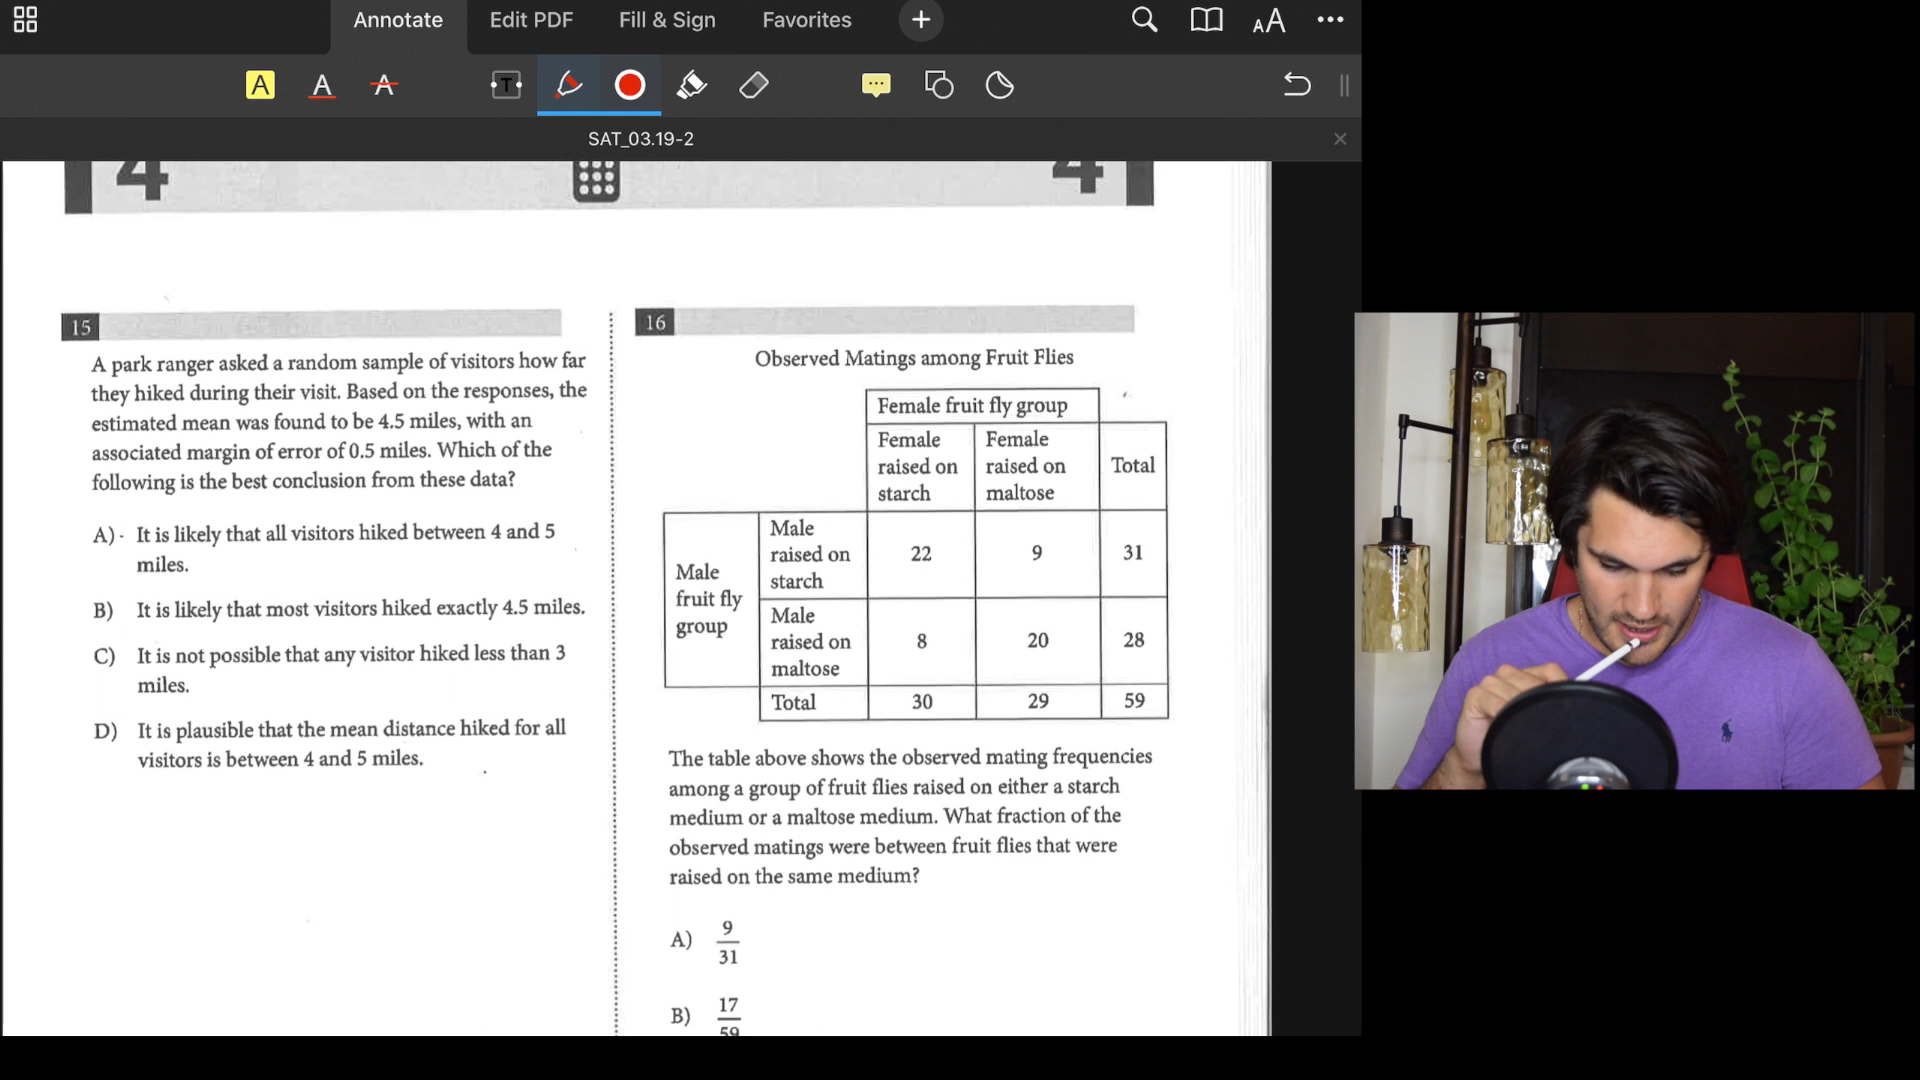 Annotate
Edit PDF
Fill & Sign
Favorites
+
AA
A
A
A
T
SAT_03.19-2
4
4
15
A park ranger asked a random sample of visitors how far
they hiked during their visit. Based on the responses, the
estimated mean was found to be 4.5 miles, with an
associated margin of error of 0.5 miles. Which of the
following is the best conclusion from these data?
A) It is likely that all visitors hiked between 4 and 5
miles.
B) It is likely that most visitors hiked exactly 4.5 miles.
C) It is not possible that any visitor hiked less than 3
miles.
D) It is plausible that the mean distance hiked for all
visitors is between 4 and 5 miles.
16
Observed Matings among Fruit Flies
Female fruit fly group
Female
raised on
starch
Female
raised on
maltose
Total
Male
fruit fly
group
Male
raised on
starch
22
9
31
Male
raised on
maltose
8
20
28
Total
30
29
59
The table above shows the observed mating frequencies
among a group of fruit flies raised on either a starch
medium or a maltose medium. What fraction of the
observed matings were between fruit flies that were
raised on the same medium?
A) 9
31
B) 17
59